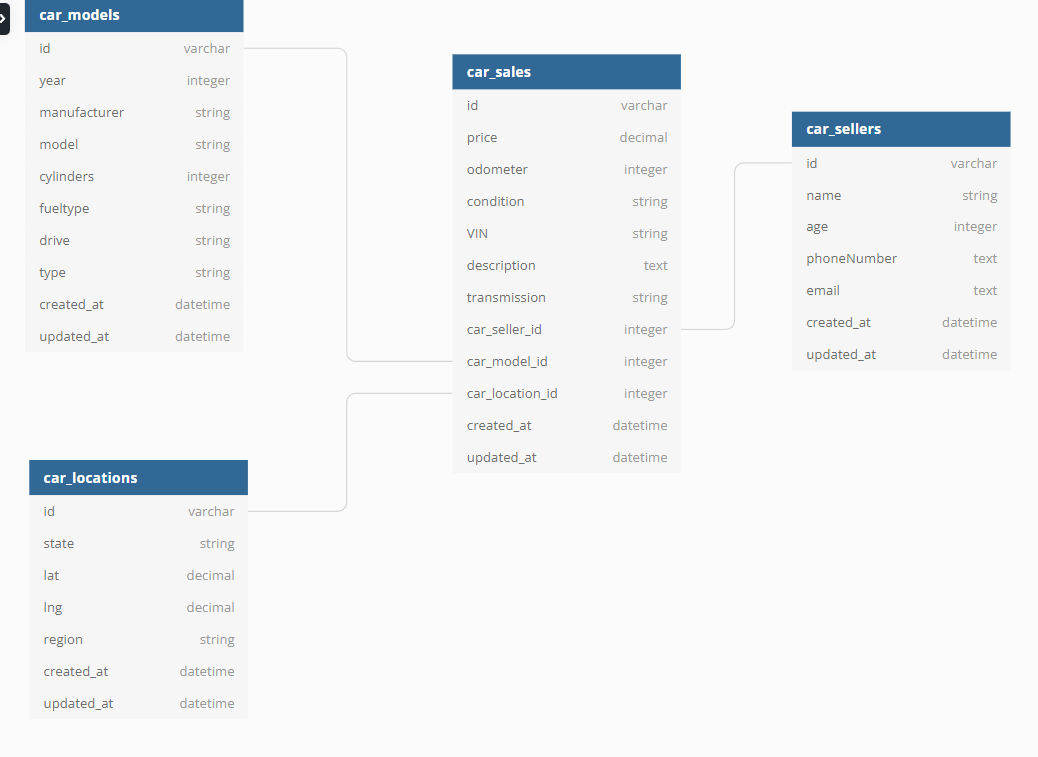 car_models
id varchar
year integer
manufacturer string
model string
cylinders integer
fueltype string
drive string
type string
created_at datetime
updated_at datetime
car_sales
id varchar
price decimal
odometer integer
condition string
VIN string
description text
transmission string
car_seller_id integer
car_model_id integer
car_location_id integer
created_at datetime
updated_at datetime
car_sellers
id varchar
name string
age integer
phoneNumber text
email text
created_at datetime
updated_at datetime
car_locations
id varchar
state string
lat decimal
lng decimal
region string
created_at datetime
updated_at datetime